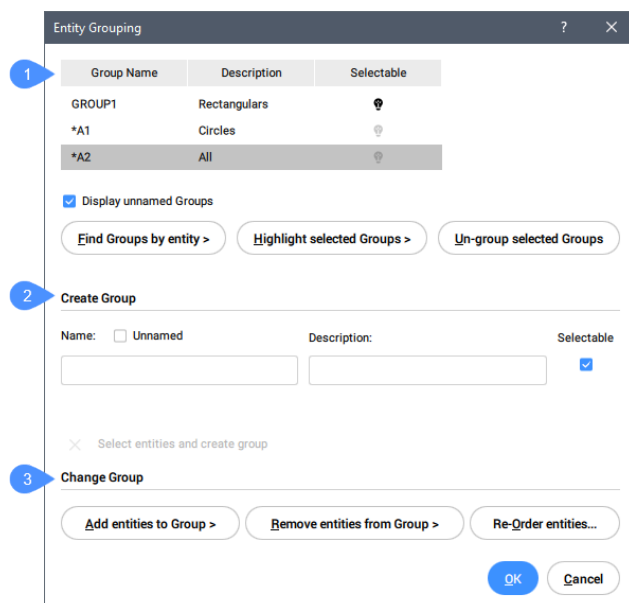 Entity Grouping ?
1
Group Name Description Selectable
GROUP1 Rectangulars
*A1 Circles
*A2 All
Display unnamed Groups
Find Groups by entity > Highlight selected Groups > Un-group selected Groups
2
Create Group
Name: Unnamed Description: Selectable
Select entities and create group
3
Change Group
Add entities to Group > Remove entities from Group > Re-Order entities...
OK Cancel